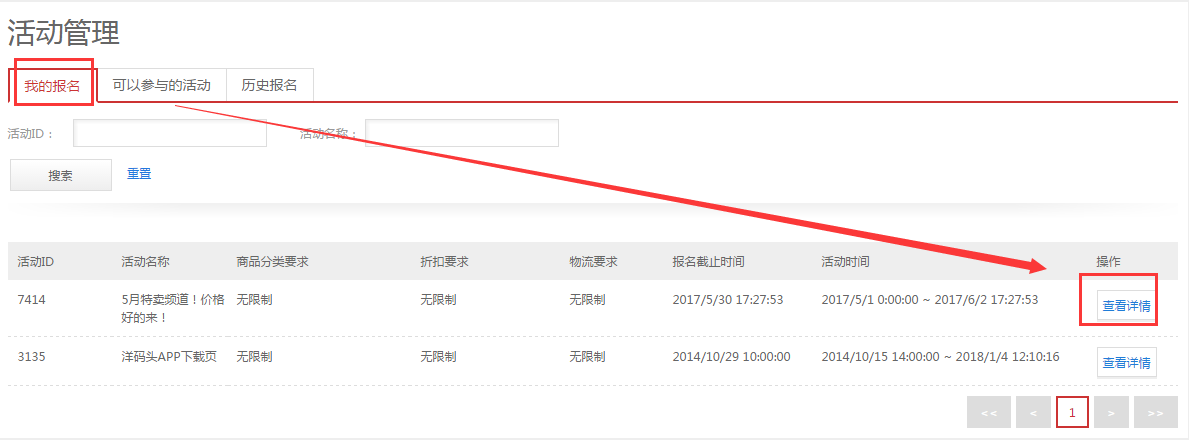 活动管理
我的报名 可以参与的活动 历史报名
活动ID： 活动名称：
搜索 重置
活动ID 活动名称 商品分类要求 折扣要求 物流要求 报名截止时间 活动时间 操作
7414 5月特卖频道！价格 无限制 无限制 无限制 2017/5/30 17:27:53 2017/5/1 0:00:00 ~ 2017/6/2 17:27:53 查看详情
好的来！
3135 洋码头APP下载页 无限制 无限制 无限制 2014/10/29 10:00:00 2014/10/15 14:00:00 ~ 2018/1/4 12:10:16 查看详情
<< < 1 > >>